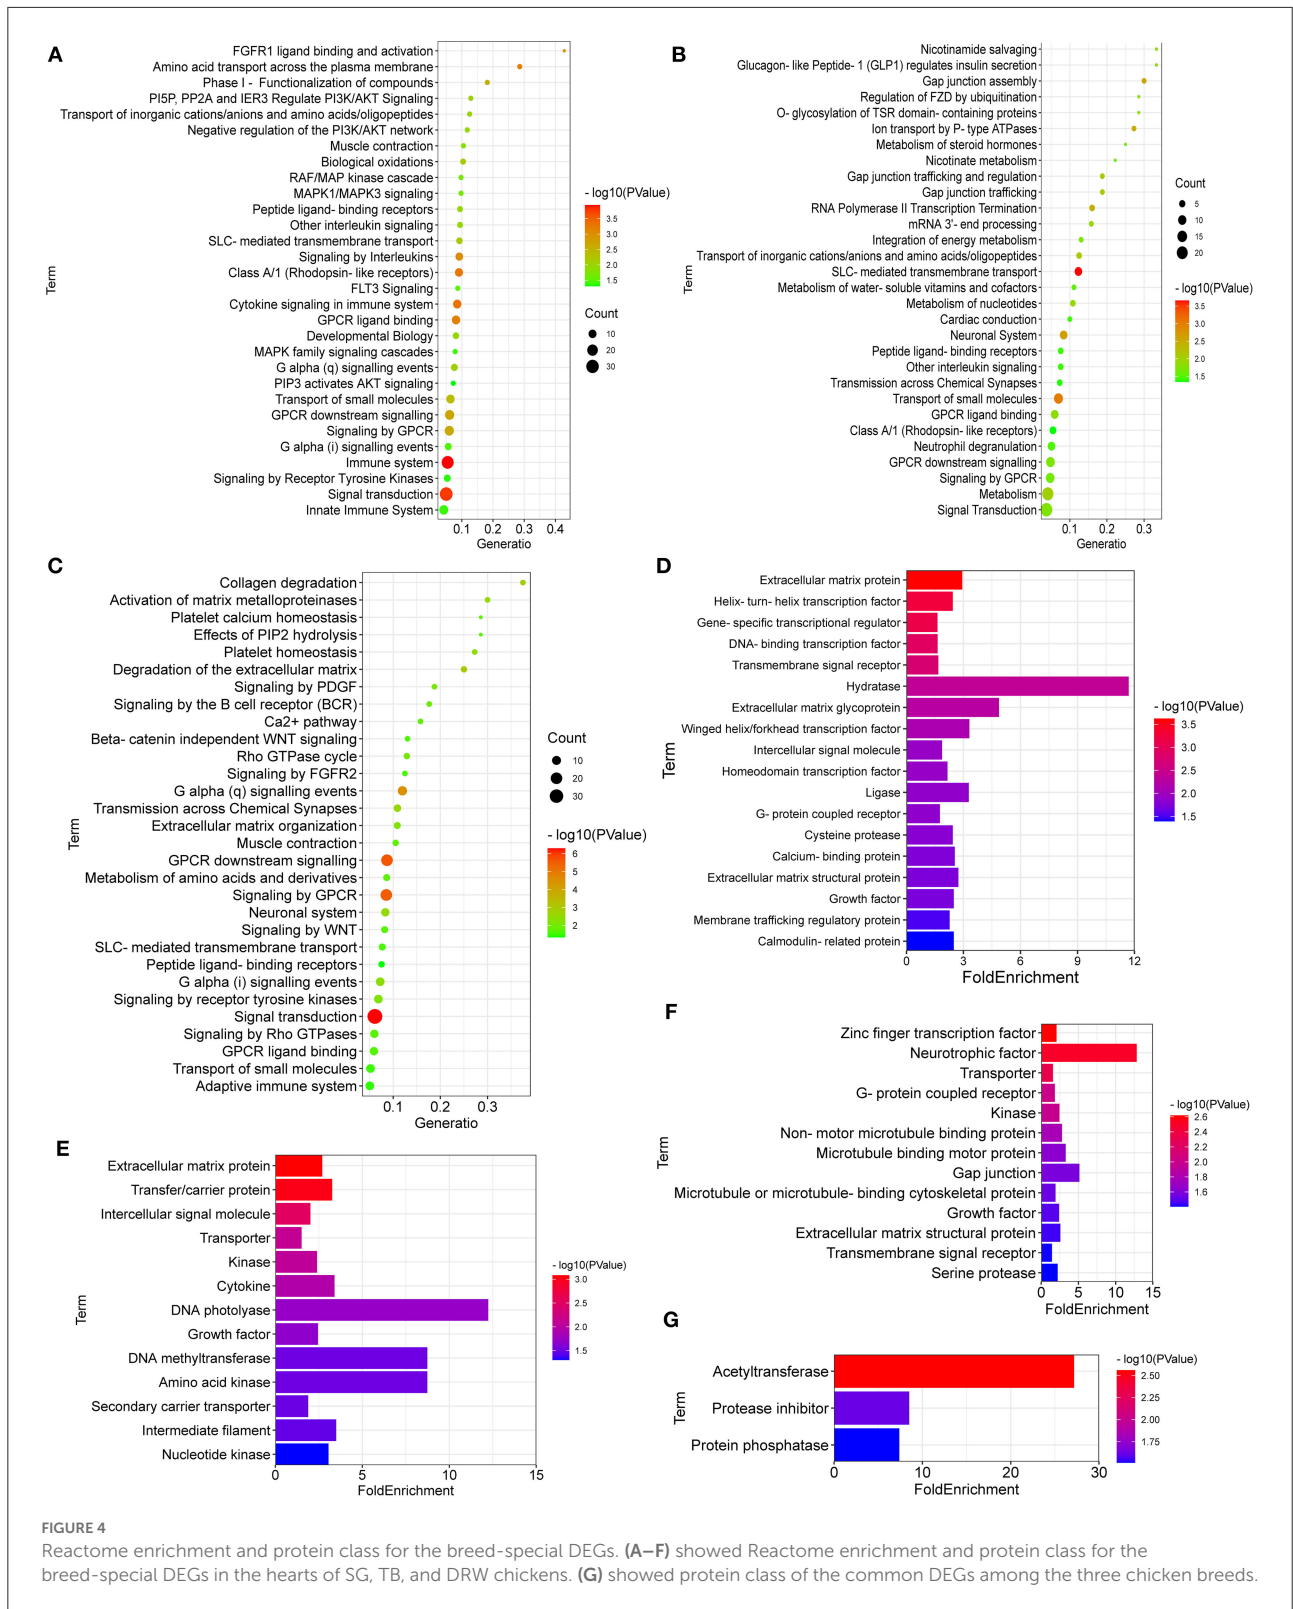 A
FGFR1 ligand binding and activation
Amino acid transport across the plasma membrane
Phase I - Functionalization of compounds
PI5P, PP2A and IER3 Regulate PI3K/AKT Signaling
Transport of inorganic cations/anions and amino acids/oligopeptides
Negative regulation of the PI3K/AKT network
Muscle contraction
Biological oxidations
RAF/MAP kinase cascade
MAPK1/MAPK3 signaling
Peptide ligand- binding receptors
Other interleukin signaling
SLC- mediated transmembrane transport
Signaling by Interleukins
Class A/1 (Rhodopsin- like receptors)
FLT3 Signaling
Cytokine signaling in immune system
GPCR ligand binding
Developmental Biology
MAPK family signaling cascades
G alpha (q) signalling events
PIP3 activates AKT signaling
Transport of small molecules
GPCR downstream signalling
Signaling by GPCR
G alpha (i) signalling events
Immune system
Signaling by Receptor Tyrosine Kinases
Signal transduction
Innate Immune System
0.1 0.2 0.3 0.4
Generatio
Term
- log10(PValue)
3.5
3.0
2.5
2.0
1.5
Count
10
20
30
B
Nicotinamide salvaging
Glucagon- like Peptide- 1 (GLP1) regulates insulin secretion
Gap junction assembly
Regulation of FZD by ubiquitination
O- glycosylation of TSR domain- containing proteins
Ion transport by P- type ATPases
Metabolism of steroid hormones
Nicotinate metabolism
Gap junction trafficking and regulation
Gap junction trafficking
RNA Polymerase II Transcription Termination
mRNA 3'- end processing
Integration of energy metabolism
Transport of inorganic cations/anions and amino acids/oligopeptides
SLC- mediated transmembrane transport
Metabolism of water- soluble vitamins and cofactors
Metabolism of nucleotides
Cardiac conduction
Neuronal System
Peptide ligand- binding receptors
Other interleukin signaling
Transmission across Chemical Synapses
Transport of small molecules
GPCR ligand binding
Class A/1 (Rhodopsin- like receptors)
Neutrophil degranulation
GPCR downstream signalling
Signaling by GPCR
Metabolism
Signal Transduction
0.1 0.2 0.3
Generatio
Term
Count
5
10
15
20
- log10(PValue)
3.5
3.0
2.5
2.0
1.5
C
Collagen degradation
Activation of matrix metalloproteinases
Platelet calcium homeostasis
Effects of PIP2 hydrolysis
Platelet homeostasis
Degradation of the extracellular matrix
Signaling by PDGF
Signaling by the B cell receptor (BCR)
Ca2+ pathway
Beta- catenin independent WNT signaling
Rho GTPase cycle
Signaling by FGFR2
G alpha (q) signalling events
Transmission across Chemical Synapses
Extracellular matrix organization
Muscle contraction
GPCR downstream signalling
Metabolism of amino acids and derivatives
Signaling by GPCR
Neuronal system
Signaling by WNT
SLC- mediated transmembrane transport
Peptide ligand- binding receptors
G alpha (i) signalling events
Signaling by receptor tyrosine kinases
Signal transduction
Signaling by Rho GTPases
GPCR ligand binding
Transport of small molecules
Adaptive immune system
0.1 0.2 0.3
Generatio
Term
Count
10
20
30
- log10(PValue)
6
5
4
3
2
D
Extracellular matrix protein
Helix- turn- helix transcription factor
Gene- specific transcriptional regulator
DNA- binding transcription factor
Transmembrane signal receptor
Hydratase
Extracellular matrix glycoprotein
Winged helix/forkhead transcription factor
Intercellular signal molecule
Homeodomain transcription factor
Ligase
G- protein coupled receptor
Cysteine protease
Calcium- binding protein
Extracellular matrix structural protein
Growth factor
Membrane trafficking regulatory protein
Calmodulin- related protein
0 3 6 9 12
FoldEnrichment
Term
- log10(PValue)
3.5
3.0
2.5
2.0
1.5
F
Zinc finger transcription factor
Neurotrophic factor
Transporter
G- protein coupled receptor
Kinase
Non- motor microtubule binding protein
Microtubule binding motor protein
Gap junction
Microtubule or microtubule- binding cytoskeletal protein
Growth factor
Extracellular matrix structural protein
Transmembrane signal receptor
Serine protease
0 5 10 15
FoldEnrichment
Term
- log10(PValue)
2.6
2.4
2.2
2.0
1.8
1.6
E
Extracellular matrix protein
Transfer/carrier protein
Intercellular signal molecule
Transporter
Kinase
Cytokine
DNA photolyase
Growth factor
DNA methyltransferase
Amino acid kinase
Secondary carrier transporter
Intermediate filament
Nucleotide kinase
0 5 10 15
FoldEnrichment
Term
- log10(PValue)
3.0
2.5
2.0
1.5
G
Acetyltransferase
Protease inhibitor
Protein phosphatase
0 10 20 30
FoldEnrichment
Term
- log10(PValue)
2.50
2.25
2.00
1.75
FIGURE 4
Reactome enrichment and protein class for the breed-special DEGs. (A–F) showed Reactome enrichment and protein class for the
breed-special DEGs in the hearts of SG, TB, and DRW chickens. (G) showed protein class of the common DEGs among the three chicken breeds.